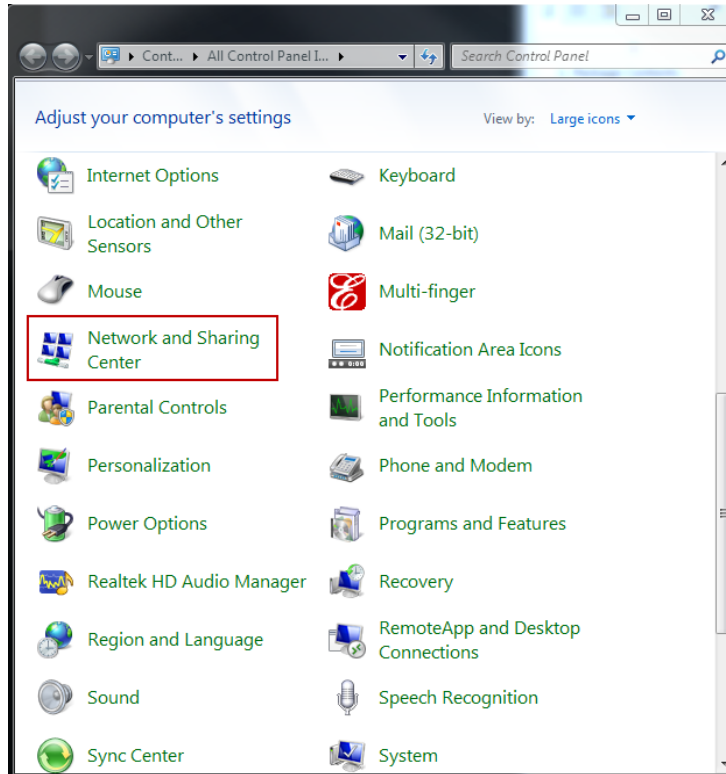 Cont... All Control Panel I... Search Control Panel
Adjust your computer's settings View by: Large icons
Internet Options Keyboard
Location and Other
Sensors Mail (32-bit)
Mouse Multi-finger
Network and Sharing
Center Notification Area Icons
Parental Controls Performance Information
and Tools
Personalization Phone and Modem
Power Options Programs and Features
Realtek HD Audio Manager Recovery
Region and Language RemoteApp and Desktop
Connections
Sound Speech Recognition
Sync Center System